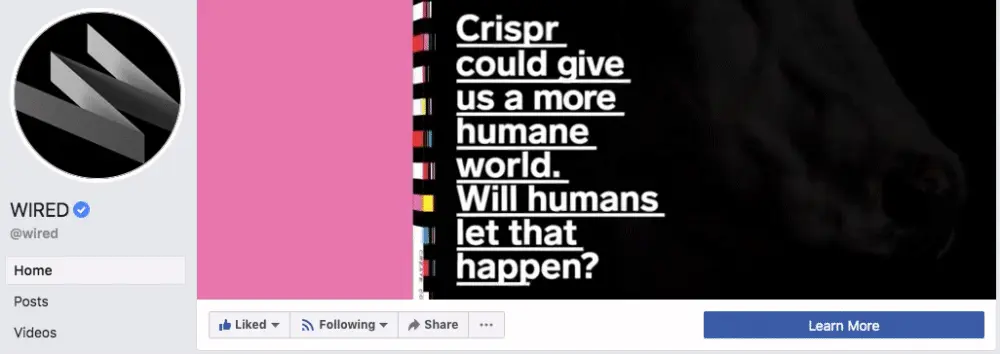 WIRED
@wired
Home
Posts
Videos
Crispr
could give
us a more
humane
world.
Will humans
let that
happen?
Liked
Following
Share
Learn More